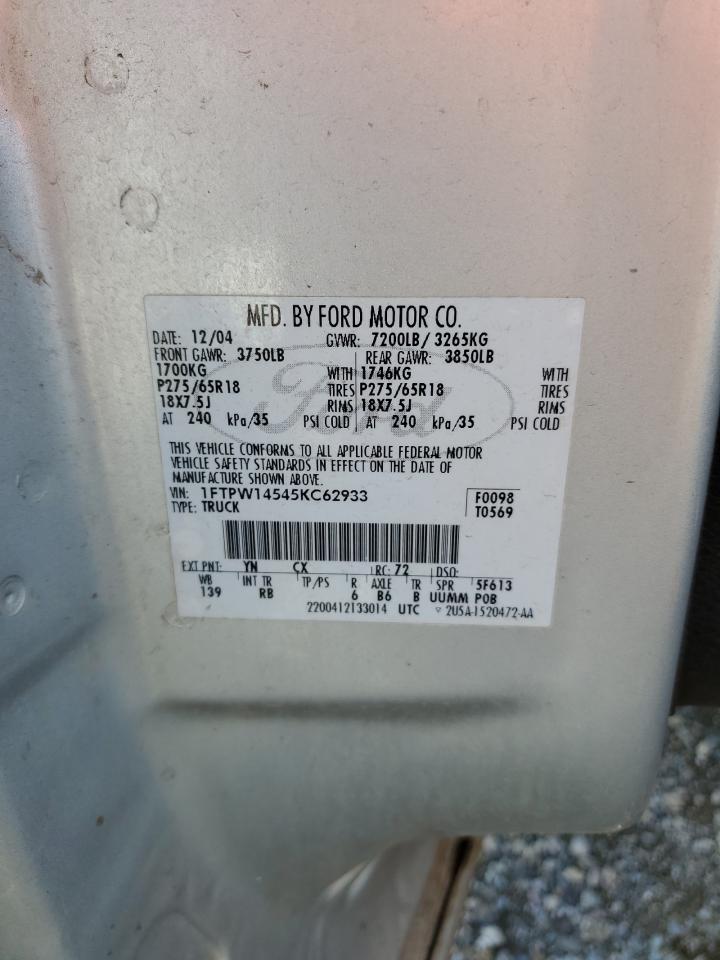 MFD. BY FORD MOTOR CO.
DATE: 12/04 GVWR: 7200LB/ 3265KG
FRONT GAWR: 3750LB REAR GAWR: 3850LB
1700KG WITH 1746KG WITH
P275/65R18 TIRES P275/65R18 TIRES
18X7.5J RIMS 18X7.5J RIMS
AT 240 kPa/35 PSI COLD AT 240 kPa/35 PSI COLD
Ford
THIS VEHICLE CONFORMS TO ALL APPLICABLE FEDERAL MOTOR
VEHICLE SAFETY STANDARDS IN EFFECT ON THE DATE OF
MANUFACTURE SHOWN ABOVE.
VIN: 1FTPW14545KC62933 F0098
TYPE: TRUCK T0569
EXT PNT: YN CX RC: 72 DSO:
WB INT TR TP/PS R AXLE TR SPR 5F613
139 RB 6 B6 B UUMM POB
2200412133014 UTC ▽ 2U5A-1520472-AA